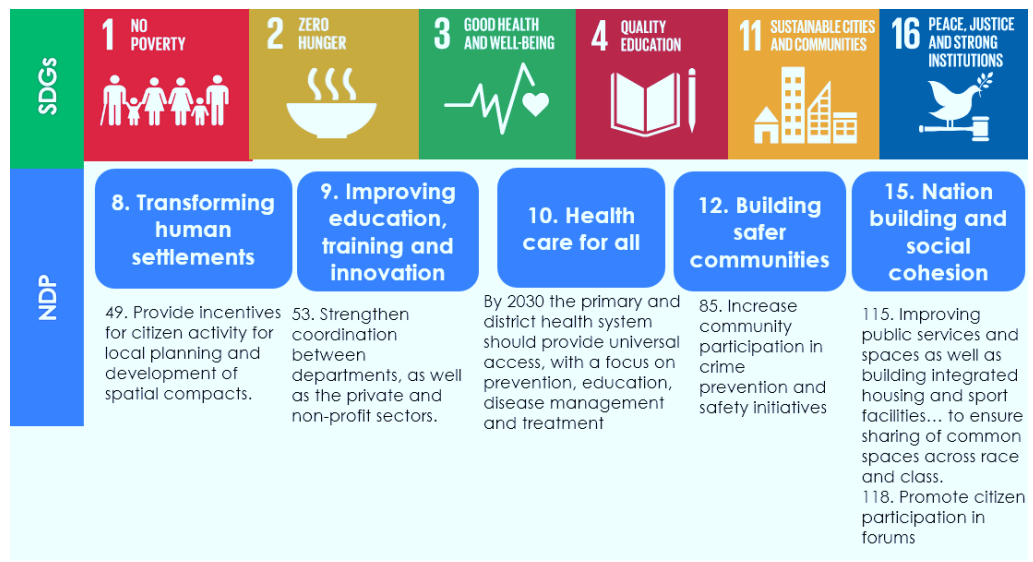 SDGs
1 NO
POVERTY
2 ZERO
HUNGER
3 GOOD HEALTH
AND WELL-BEING
4 QUALITY
EDUCATION
11 SUSTAINABLE CITIES
AND COMMUNITIES
16 PEACE, JUSTICE
AND STRONG
INSTITUTIONS
NDP
8. Transforming
human
settlements
49. Provide incentives
for citizen activity for
local planning and
development of
spatial compacts.
9. Improving
education,
training and
innovation
53. Strengthen
coordination
between
departments, as well
as the private and
non-profit sectors.
10. Health
care for all
By 2030 the primary and
district health system
should provide universal
access, with a focus on
prevention, education,
disease management
and treatment
12. Building
safer
communities
85. Increase
community
participation in
crime
prevention and
safety initiatives
15. Nation
building and
social
cohesion
115. Improving
public services and
spaces as well as
building integrated
housing and sport
facilities... to ensure
sharing of common
spaces across race
and class.
118. Promote citizen
participation in
forums